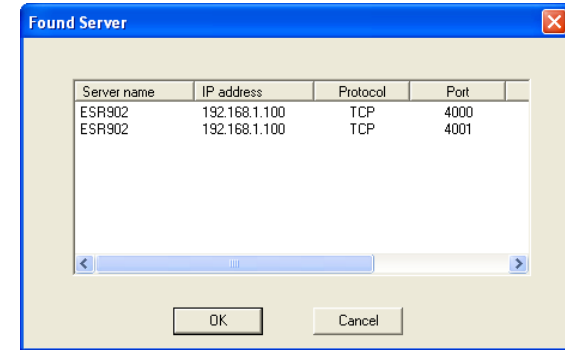 Found Server
Server name IP address Protocol Port
ESR902 192.168.1.100 TCP 4000
ESR902 192.168.1.100 TCP 4001
OK Cancel